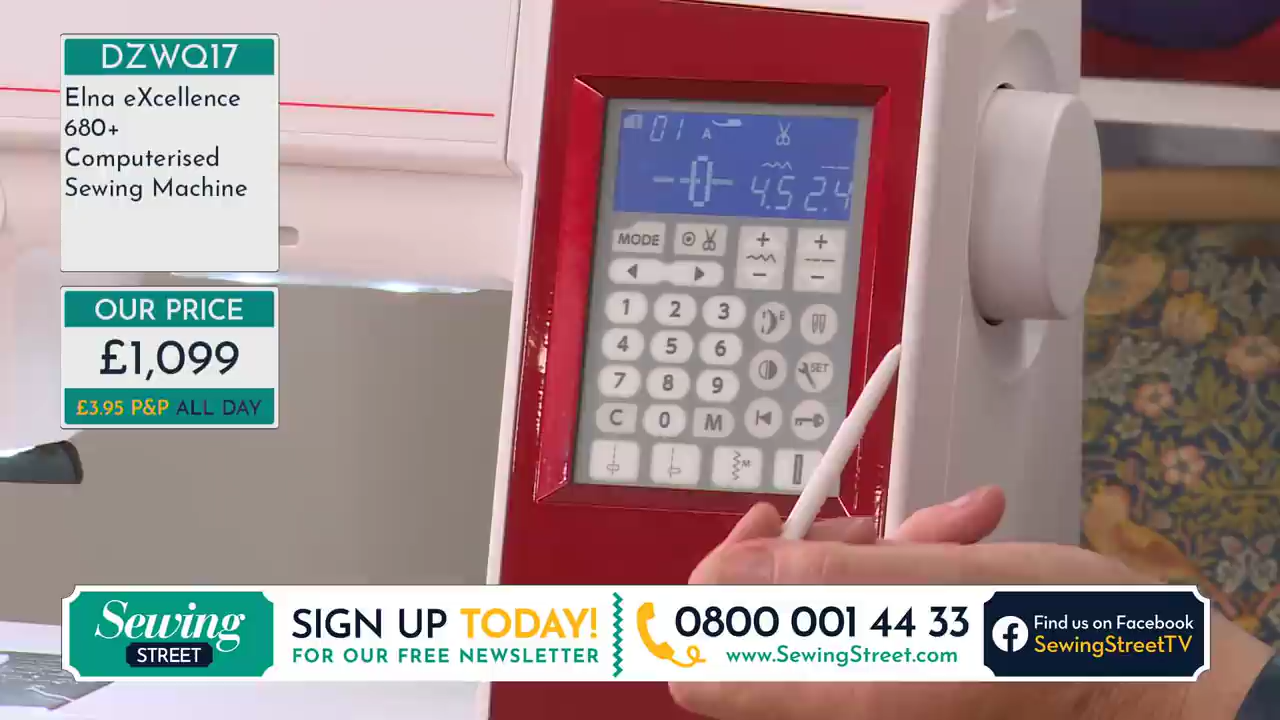 DZWQ17
Elna eXcellence
680+
Computerised
Sewing Machine
OUR PRICE
£1,099
£3.95 P&P ALL DAY
01 A
-0- 4.5 2.4
MODE
+ +
- -
1 2 3
E
4 5 6
SET
7 8 9
C 0 M
M
Sewing
STREET
SIGN UP TODAY!
FOR OUR FREE NEWSLETTER
0800 001 44 33
www.SewingStreet.com
Find us on Facebook
SewingStreetTV